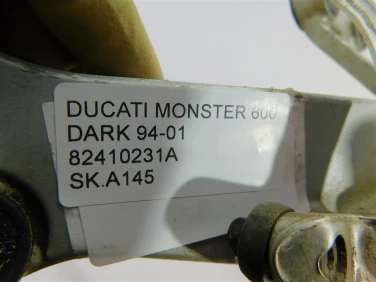 DUCATI MONSTER 600
DARK 94-01
82410231A
SK.A145